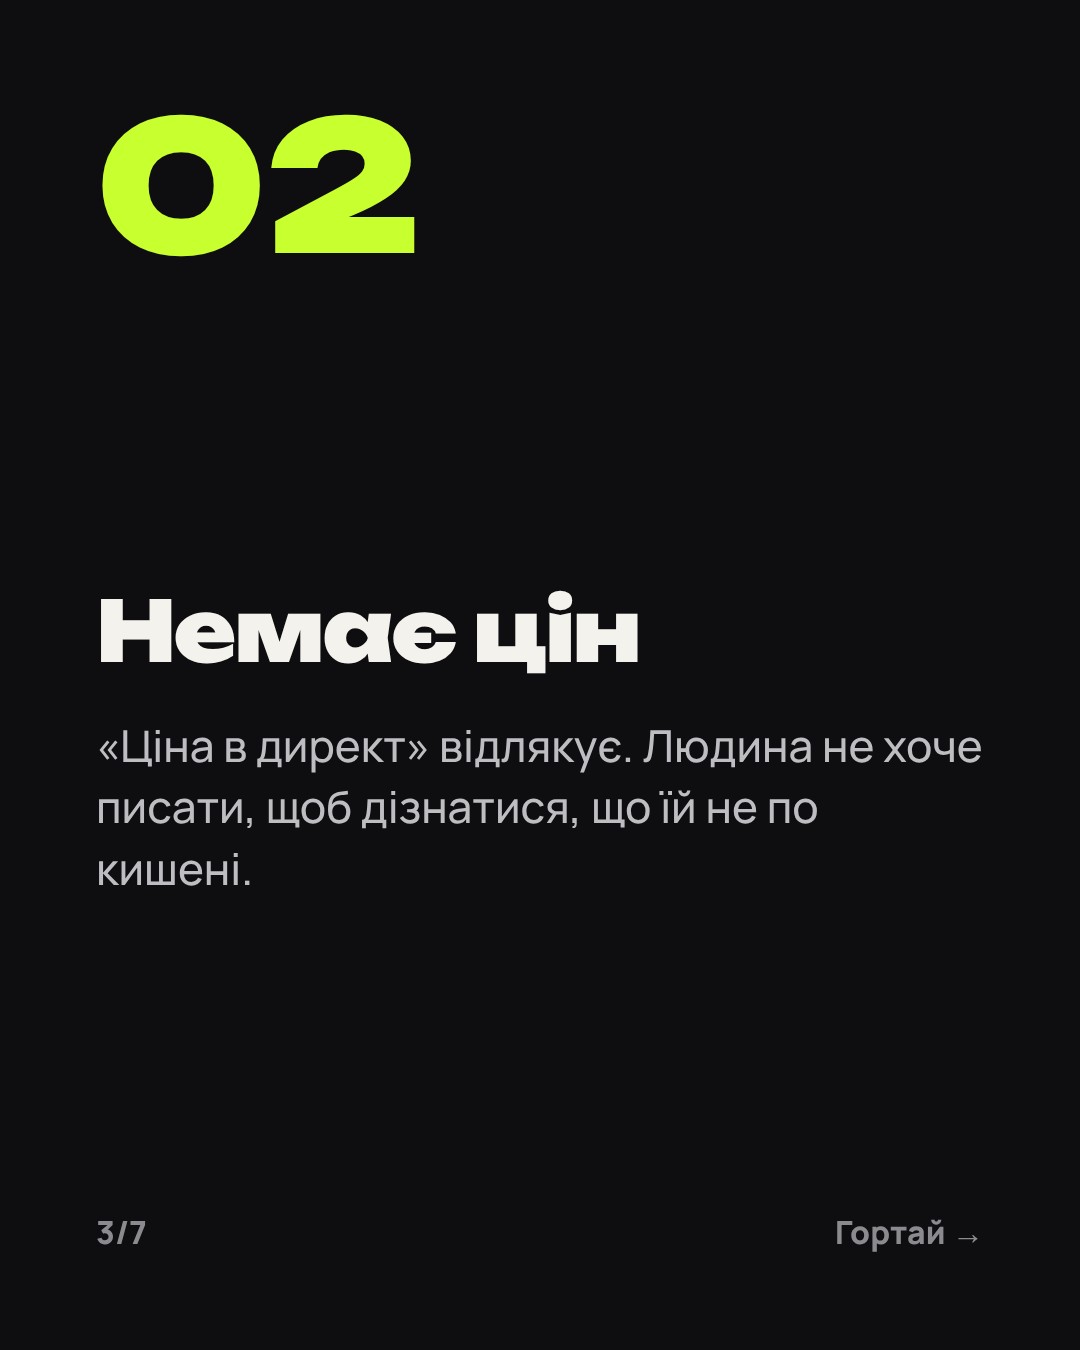 02
Немає цін
«Ціна в директ» відлякує. Людина не хоче
писати, щоб дізнатися, що їй не по
кишені.
3/7
Гортай →